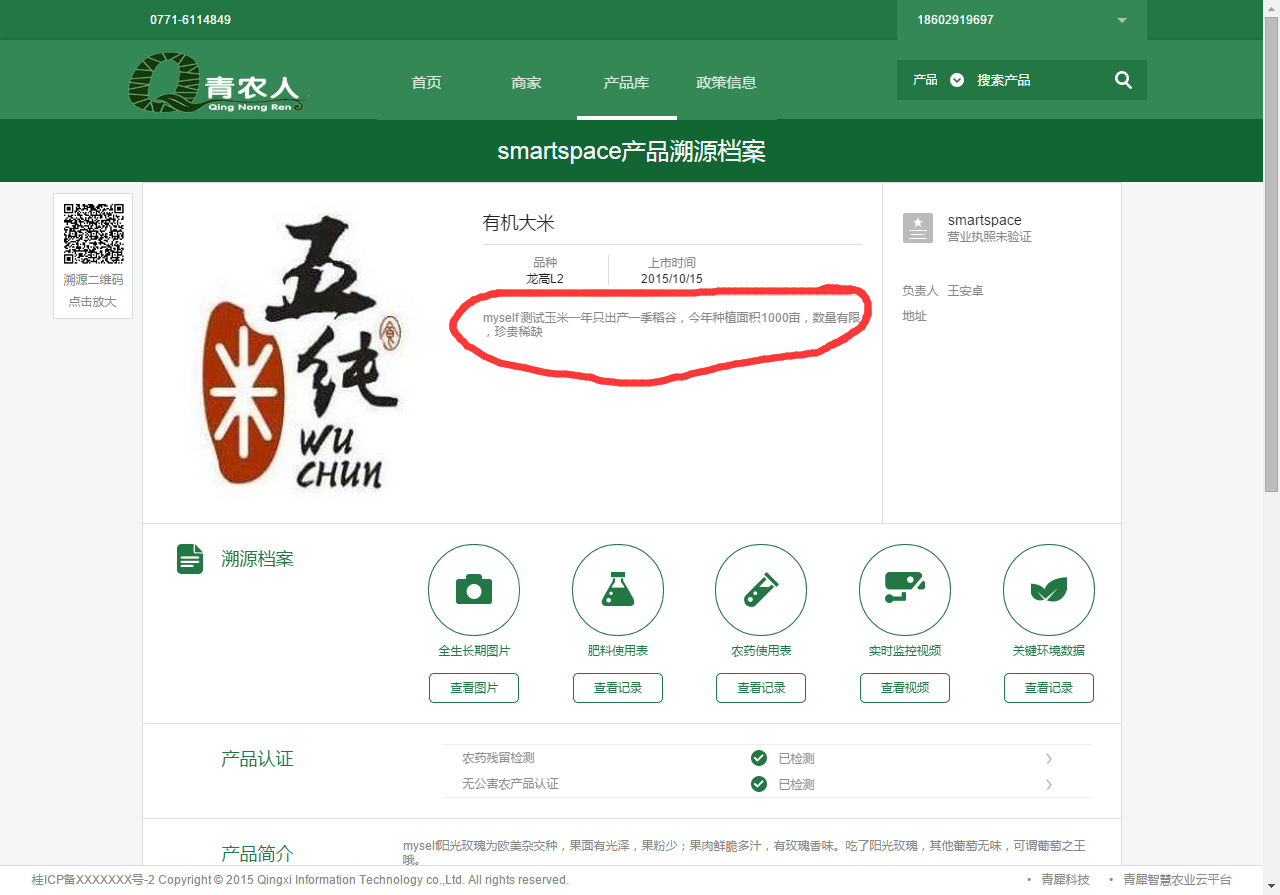 0771-6114849
18602919697
青农人
Qing Nong Ren
首页
商家
产品库
政策信息
产品
搜索产品
smartspace产品溯源档案
溯源二维码
点击放大
五纯
食
米
WU
CHUN
有机大米
品种
龙高L2
上市时间
2015/10/15
myself测试玉米一年只出产一季稻谷，今年种植面积1000亩，数量有限
，珍贵稀缺
smartspace
营业执照未验证
负责人 王安卓
地址
溯源档案
全生长期图片
肥料使用表
农药使用表
实时监控视频
关键环境数据
查看图片
查看记录
查看记录
查看视频
查看记录
产品认证
农药残留检测
已检测
无公害农产品认证
已检测
产品简介
myself阳光玫瑰为欧美杂交种，果面有光泽，果粉少；果肉鲜脆多汁，有玫瑰香味。吃了阳光玫瑰，其他葡萄无味，可谓葡萄之王
哦。
桂ICP备XXXXXXX号-2 Copyright © 2015 Qingxi Information Technology co.,Ltd. All rights reserved.
• 青犀科技
• 青犀智慧农业云平台